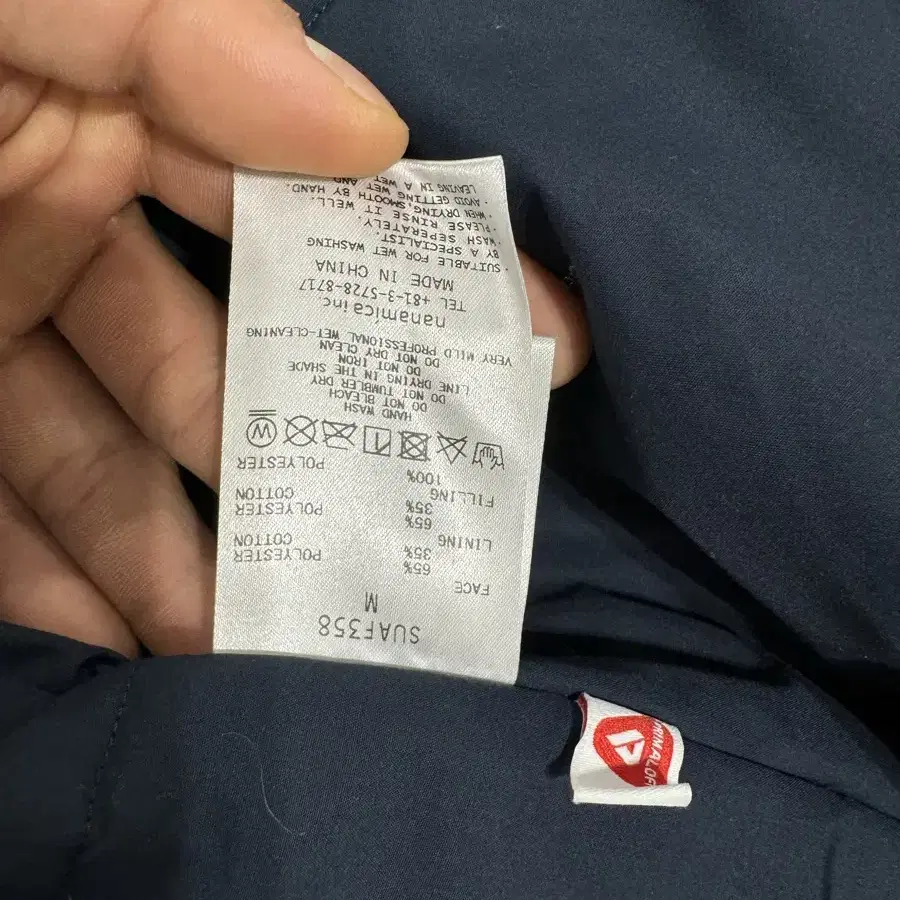 SUAF358
M
FACE
65% POLYESTER
35% COTTON
LINING
65% POLYESTER
35% COTTON
FILLING
100% POLYESTER
HAND WASH
DO NOT BLEACH
DO NOT TUMBLER DRY
LINE DRYING IN THE SHADE
DO NOT IRON
DO NOT DRY CLEAN
VERY MILD PROFESSIONAL WET-CLEANING
nanamica inc.
TEL +81-3-5728-8717
MADE IN CHINA
・SUITABLE FOR WET WASHING
BY A SPECIALIST.
・WASH SEPERATELY.
・PLEASE RINSE IT WELL.
・WHEN DRYING,SMOOTH BY HAND.
・AVOID GETTING WET AND
LEAVING IN A WET
PRIMALOF